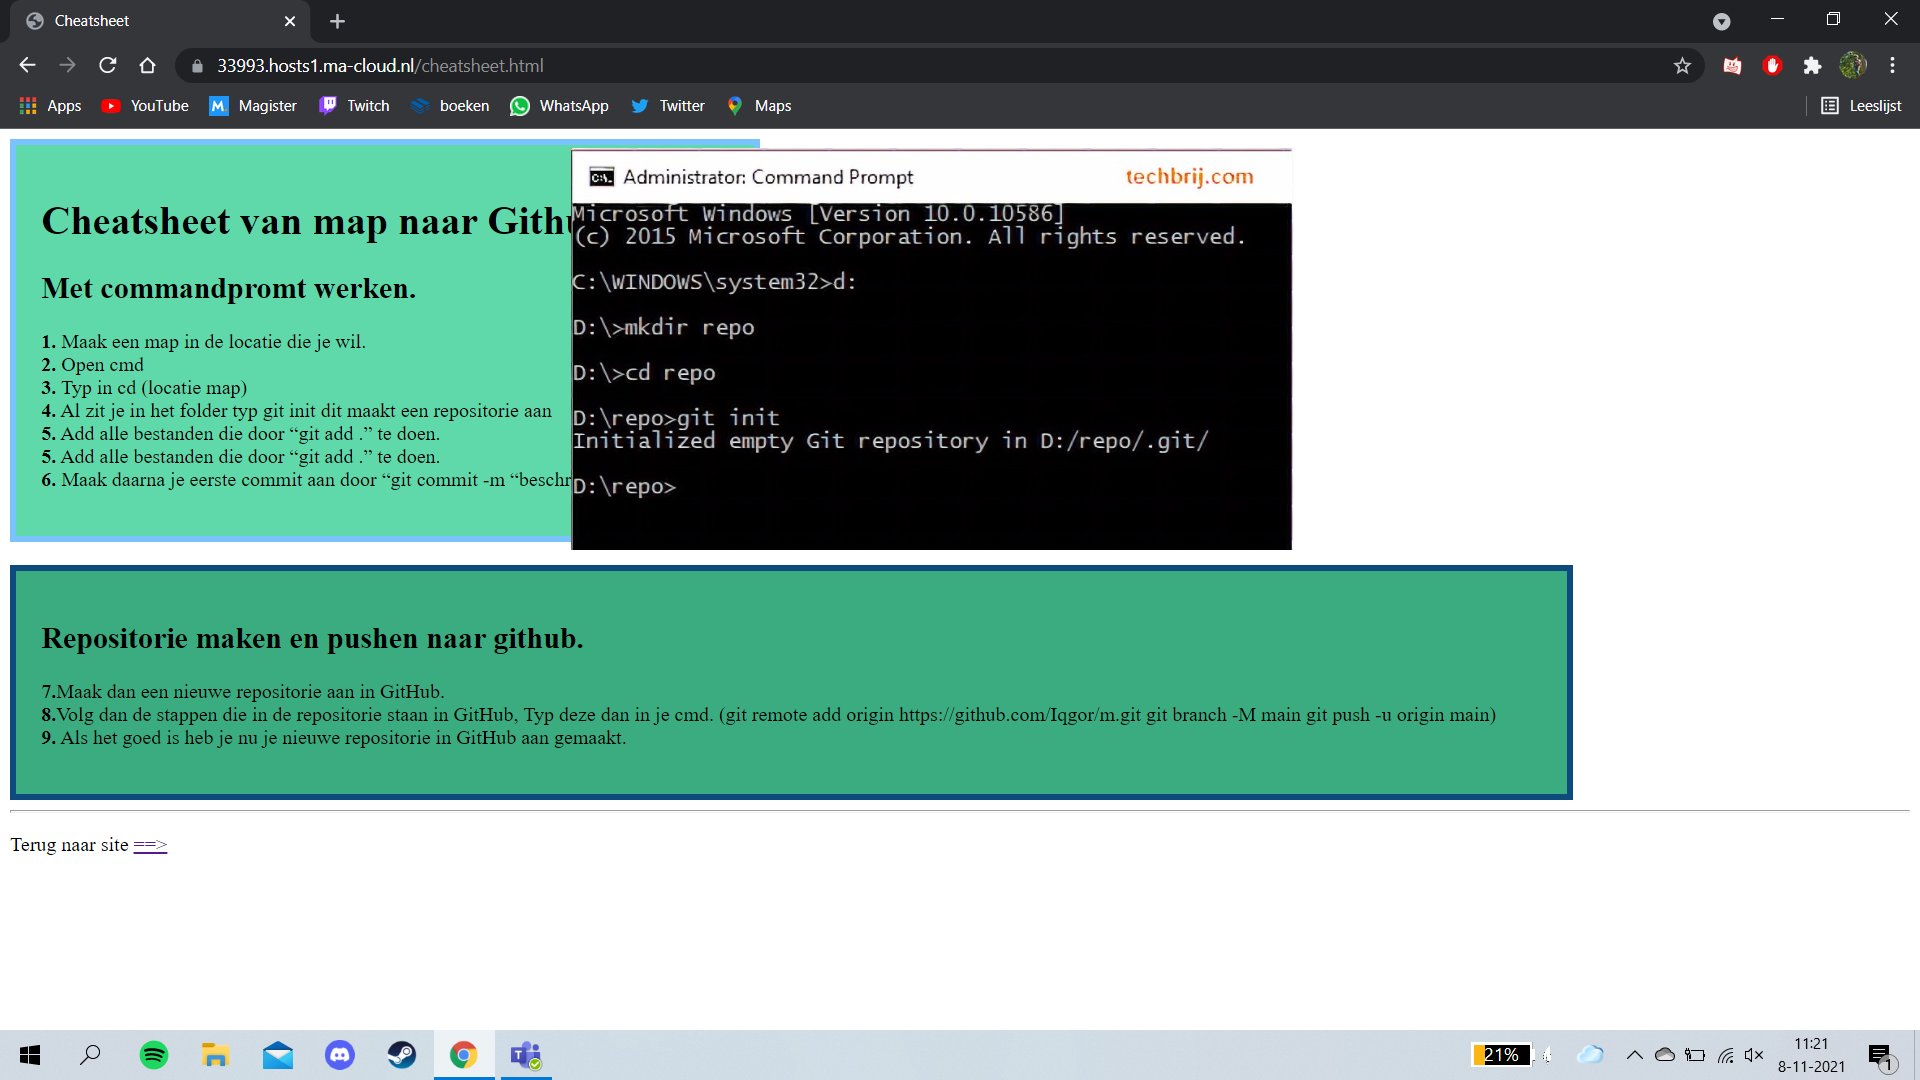 Cheatsheet
33993.hosts1.ma-cloud.nl/cheatsheet.html
Apps YouTube Magister Twitch boeken WhatsApp Twitter Maps Leeslijst
Cheatsheet van map naar Gith
Met commandpromt werken.
1. Maak een map in de locatie die je wil.
2. Open cmd
3. Typ in cd (locatie map)
4. Al zit je in het folder typ git init dit maakt een repositorie aan
5. Add alle bestanden die door “git add .” te doen.
5. Add alle bestanden die door “git add .” te doen.
6. Maak daarna je eerste commit aan door “git commit -m “beschr
Administrator: Command Prompt techbrij.com
Microsoft Windows [Version 10.0.10586]
(c) 2015 Microsoft Corporation. All rights reserved.
C:\WINDOWS\system32>d:
D:\>mkdir repo
D:\>cd repo
D:\repo>git init
Initialized empty Git repository in D:/repo/.git/
D:\repo>
Repositorie maken en pushen naar github.
7.Maak dan een nieuwe repositorie aan in GitHub.
8.Volg dan de stappen die in de repositorie staan in GitHub, Typ deze dan in je cmd. (git remote add origin https://github.com/Iqgor/m.git git branch -M main git push -u origin main)
9. Als het goed is heb je nu je nieuwe repositorie in GitHub aan gemaakt.
Terug naar site ==>
21%
11:21
8-11-2021
1